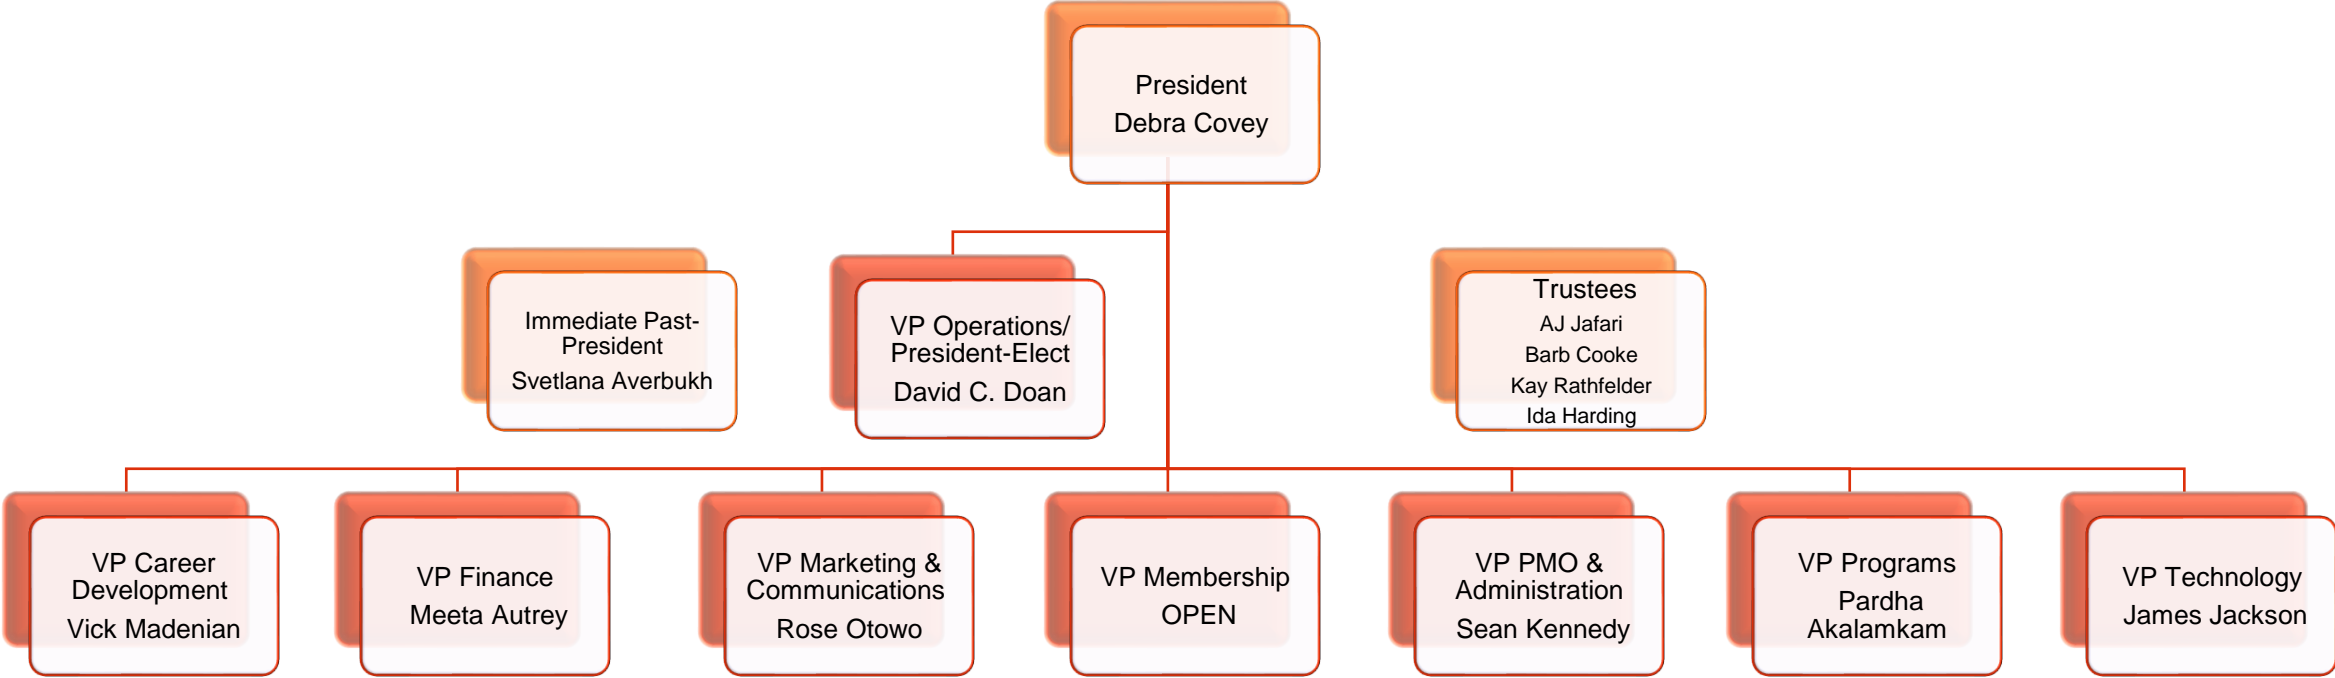 President
Debra Covey
Immediate Past-
President
Svetlana Averbukh
VP Operations/
President-Elect
David C. Doan
Trustees
AJ Jafari
Barb Cooke
Kay Rathfelder
Ida Harding
VP Career
Development
Vick Madenian
VP Finance
Meeta Autrey
VP Marketing &
Communications
Rose Otowo
VP Membership
OPEN
VP PMO &
Administration
Sean Kennedy
VP Programs
Pardha
Akalamkam
VP Technology
James Jackson